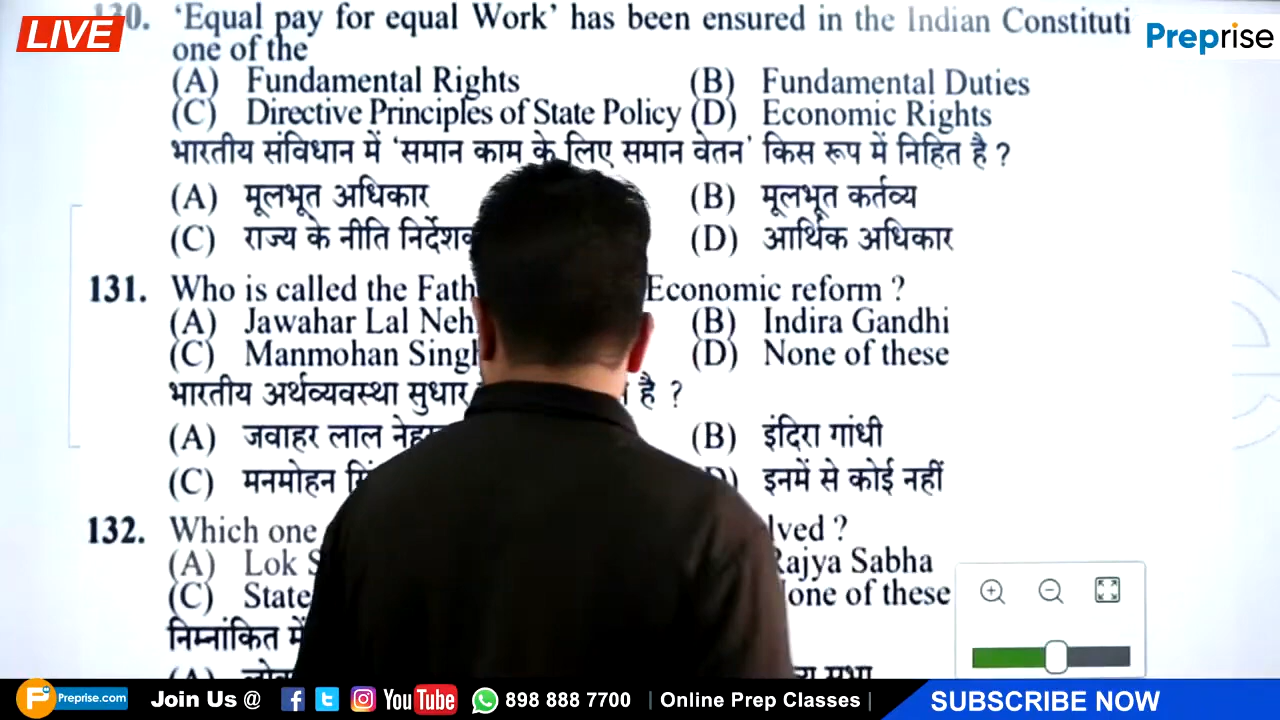 LIVE
Preprise
130. 'Equal pay for equal Work' has been ensured in the Indian Constituti
one of the
(A) Fundamental Rights (B) Fundamental Duties
(C) Directive Principles of State Policy (D) Economic Rights
भारतीय संविधान में 'समान काम के लिए समान वेतन' किस रूप में निहित है ?
(A) मूलभूत अधिकार (B) मूलभूत कर्तव्य
(C) राज्य के नीति (D) आर्थिक अधिकार
131. Who is called the Economic reform ?
(A) Jawahar Lal (B) Indira Gandhi
(C) Manmohan Singh (D) None of these
भारतीय अर्थव्यवस्था सुधार है ?
(A) जवाहर लाल (B) इंदिरा गांधी
(C) मनमोहन (D) इनमें से कोई नहीं
132. Which one ?
(A) Lok Rajya Sabha
(C) State None of these
निम्नांकित में
(A)
Preprise.com Join Us @ YouTube 898 888 7700 | Online Prep Classes | SUBSCRIBE NOW